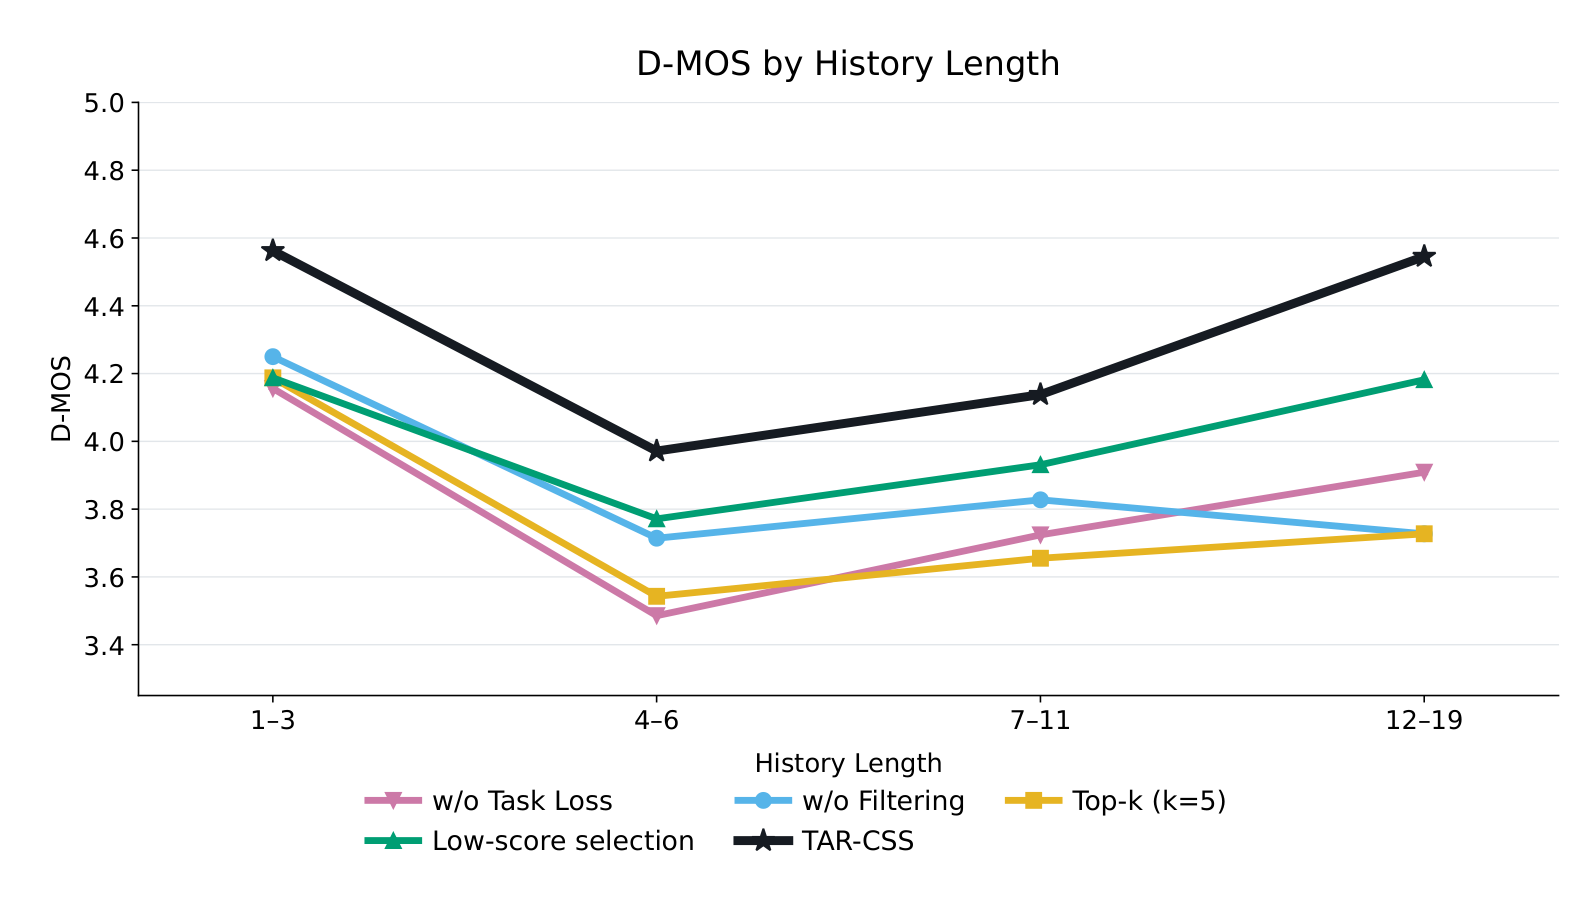 D-MOS by History Length
5.0
4.8
4.6
4.4
4.2
4.0
3.8
3.6
3.4
D-MOS
1–3 4–6 7–11 12–19
History Length
w/o Task Loss w/o Filtering Top-k (k=5)
Low-score selection TAR-CSS